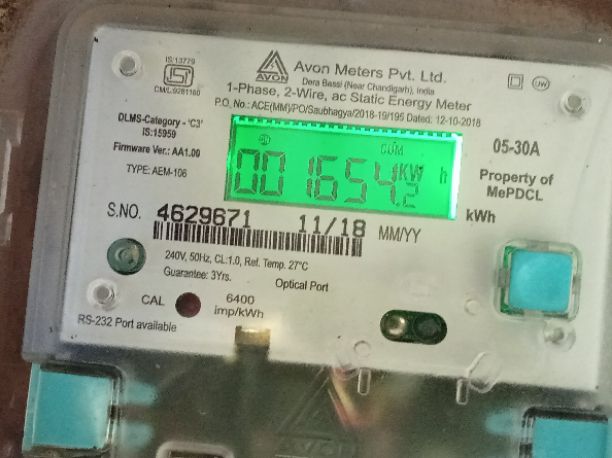 IS:13779
CM/L:9281160
AVON
Avon Meters Pvt. Ltd.
Dera Bassi (Near Chandigarh), India
1-Phase, 2-Wire, ac Static Energy Meter
P.O. No.: ACE(MM)/PO/Saubhagya/2018-19/195 Dated: 12-10-2018
DLMS-Category - 'C3'
IS:15959
Firmware Ver.: AA1.00
TYPE: AEM-106
CUM
001654.2 KW h
05-30A
Property of
MePDCL
kWh
S.NO. 4629671 11/18 MM/YY
240V, 50Hz, CL:1.0, Ref. Temp. 27°C
Guarantee: 3Yrs.
Optical Port
CAL
6400
imp/kWh
RS-232 Port available
AVON